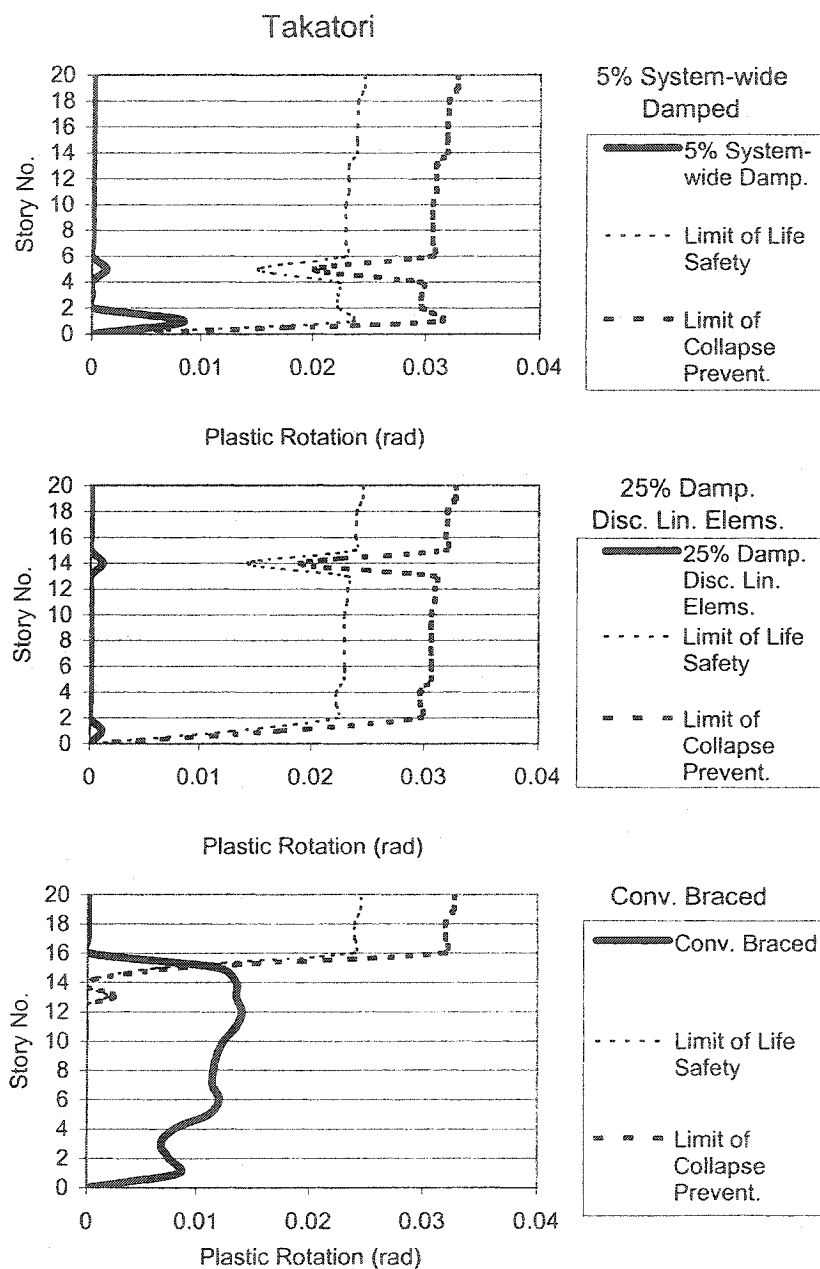 Takatori
20
18
16
14
12
10
8
6
4
2
0
Story No.
0
0.01
0.02
0.03
0.04
Plastic Rotation (rad)
5% System-wide
Damped
5% System-
wide Damp.
Limit of Life
Safety
Limit of
Collapse
Prevent.
20
18
16
14
12
10
8
6
4
2
0
Story No.
0
0.01
0.02
0.03
0.04
Plastic Rotation (rad)
25% Damp.
Disc. Lin. Elems.
25% Damp.
Disc. Lin.
Elems.
Limit of Life
Safety
Limit of
Collapse
Prevent.
20
18
16
14
12
10
8
6
4
2
0
Story No.
0
0.01
0.02
0.03
0.04
Plastic Rotation (rad)
Conv. Braced
Conv. Braced
Limit of Life
Safety
Limit of
Collapse
Prevent.